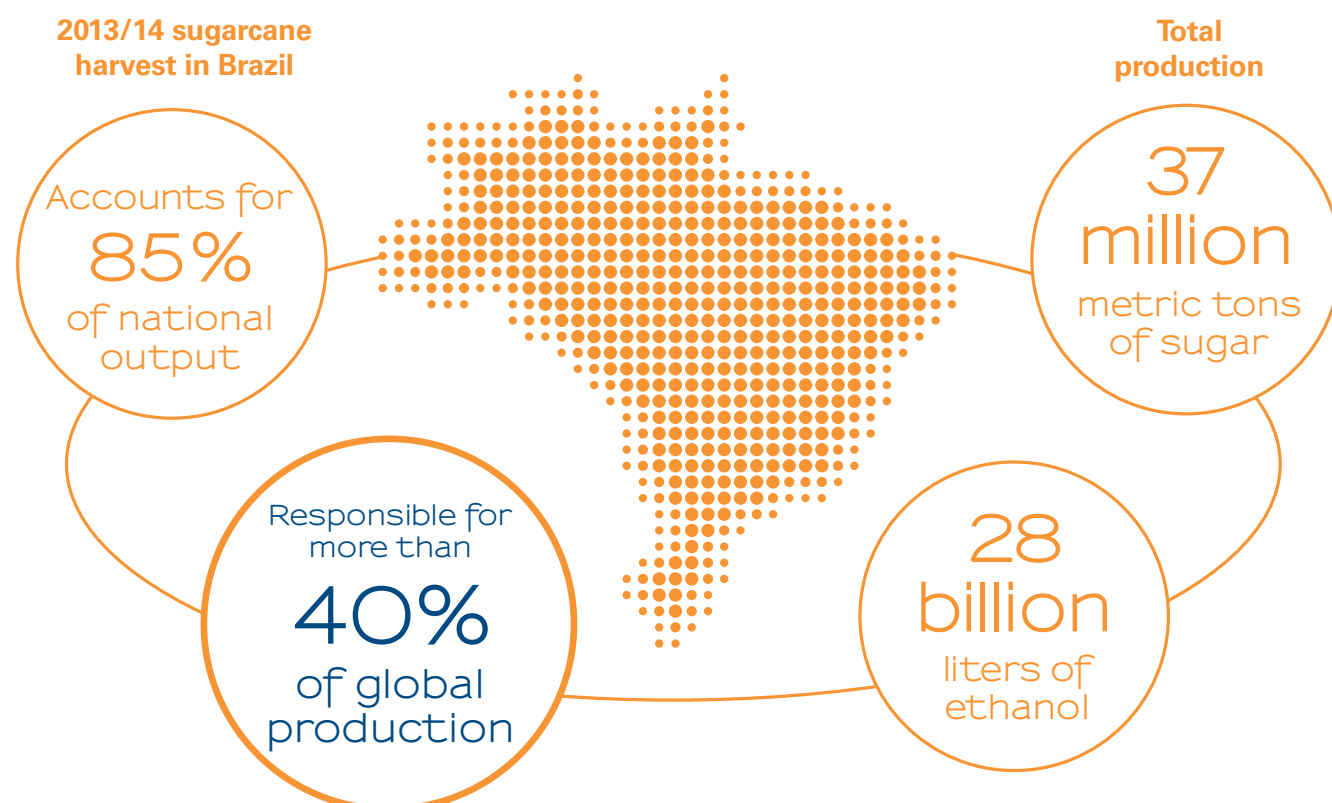 2013/14 sugarcane
harvest in Brazil
Accounts for
85%
of national
output
Responsible for
more than
40%
of global
production
Total
production
37
million
metric tons
of sugar
28
billion
liters of
ethanol